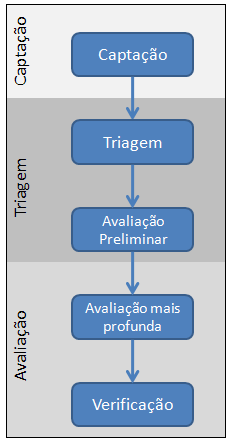 Captação
Captação
Triagem
Triagem
Avaliação
Preliminar
Avaliação
Avaliação mais
profunda
Verificação